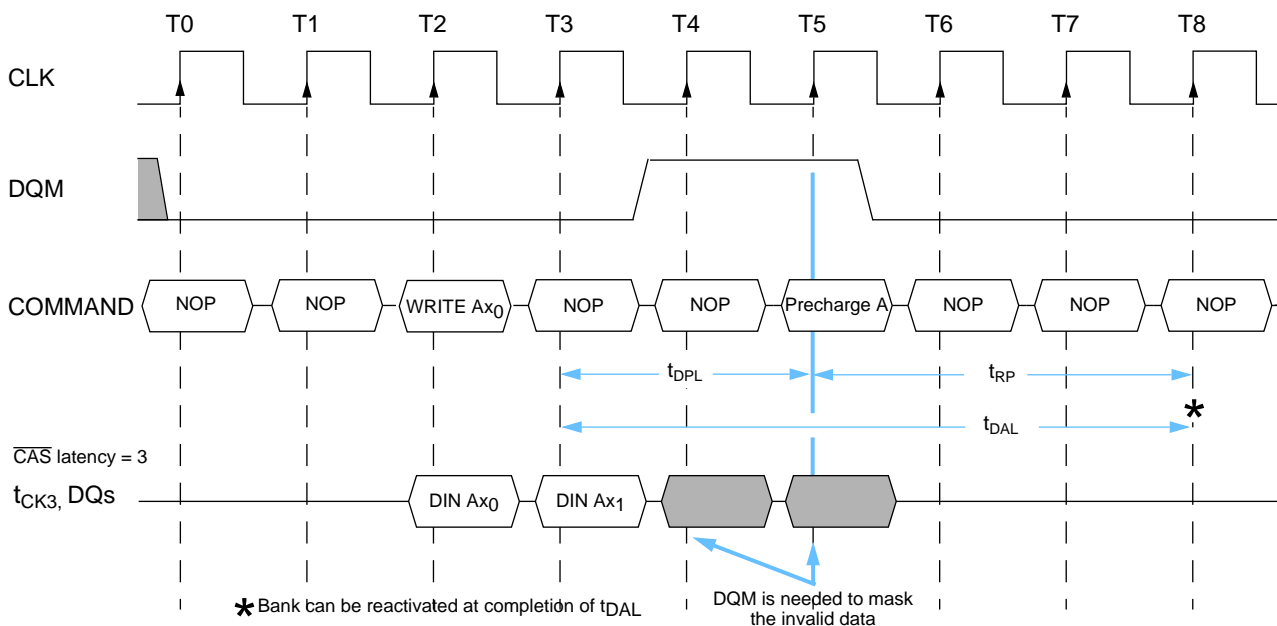 T0 T1 T2 T3 T4 T5 T6 T7 T8
CLK
DQM
COMMAND NOP NOP WRITE Ax0 NOP NOP Precharge A NOP NOP NOP
tDPL tRP
*
tDAL
CAS latency = 3
tCK3, DQs DIN Ax0 DIN Ax1
* Bank can be reactivated at completion of tDAL
DQM is needed to mask
the invalid data